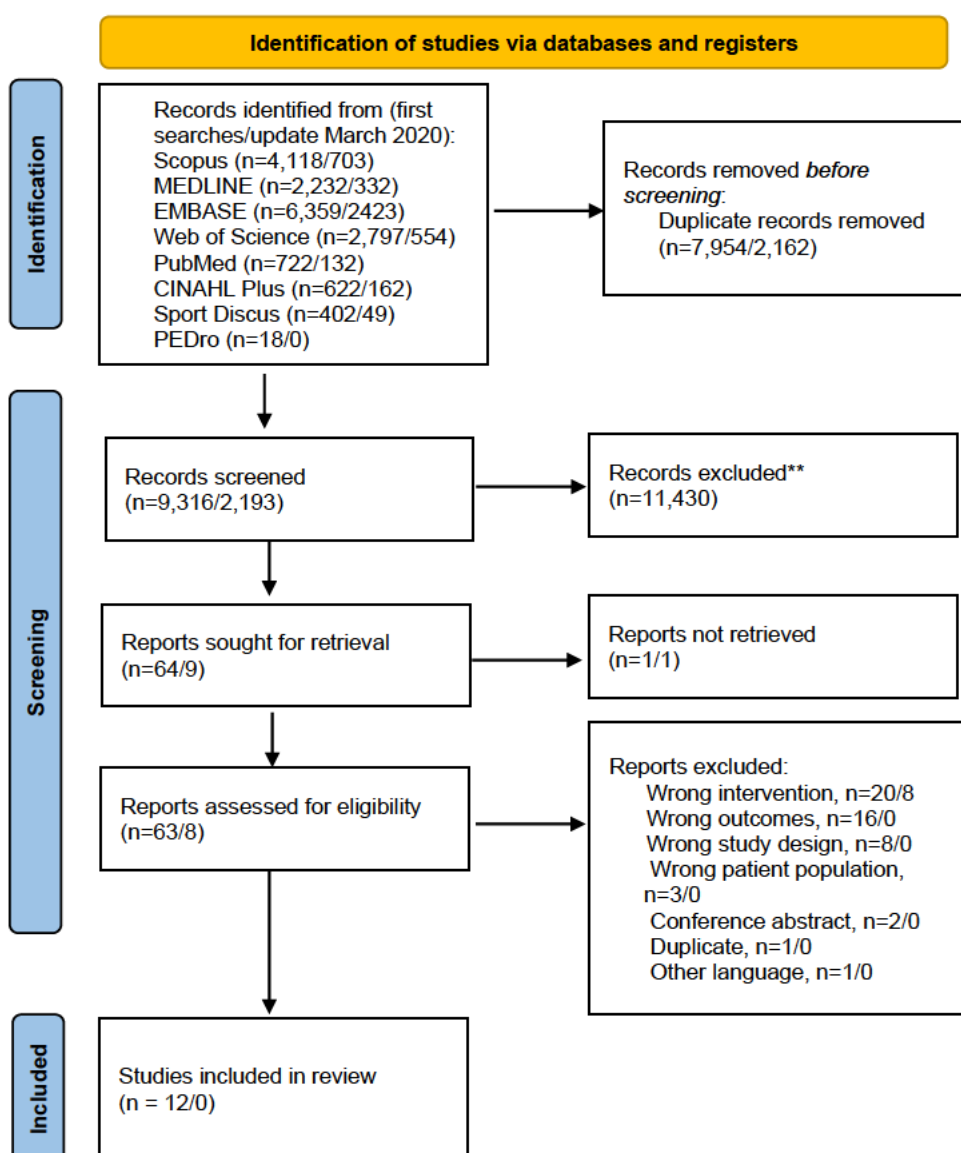 Identification of studies via databases and registers
Identification
Records identified from (first
searches/update March 2020):
Scopus (n=4,118/703)
MEDLINE (n=2,232/332)
EMBASE (n=6,359/2423)
Web of Science (n=2,797/554)
PubMed (n=722/132)
CINAHL Plus (n=622/162)
Sport Discus (n=402/49)
PEDro (n=18/0)
Records removed before
screening:
Duplicate records removed
(n=7,954/2,162)
Screening
Records screened
(n=9,316/2,193)
Records excluded**
(n=11,430)
Reports sought for retrieval
(n=64/9)
Reports not retrieved
(n=1/1)
Reports assessed for eligibility
(n=63/8)
Reports excluded:
Wrong intervention, n=20/8
Wrong outcomes, n=16/0
Wrong study design, n=8/0
Wrong patient population,
n=3/0
Conference abstract, n=2/0
Duplicate, n=1/0
Other language, n=1/0
Included
Studies included in review
(n = 12/0)